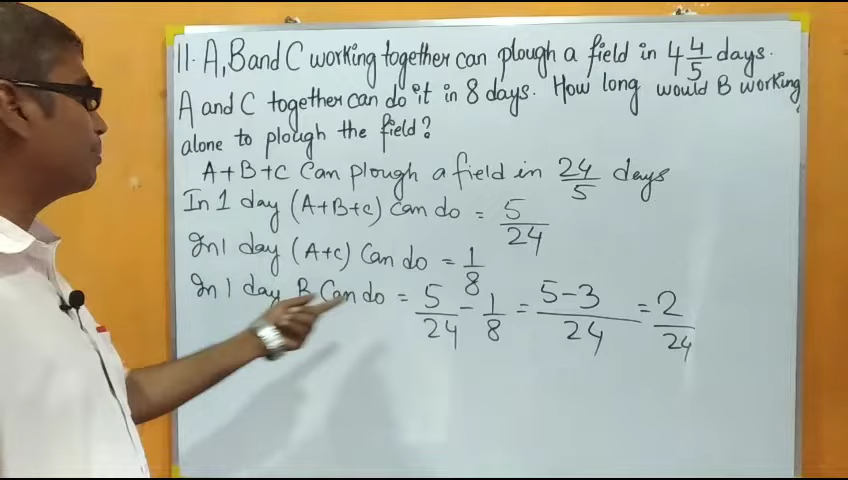 11. A, B and C working together can plough a field in 4 4/5 days.
A and C together can do it in 8 days. How long would B working
alone to plough the field?
A+B+C Can plough a field in 24/5 days
In 1 day (A+B+C) Can do = 5/24
In 1 day (A+C) Can do = 1/8
In 1 day B Can do = 5/24 - 1/8 = 5-3/24 = 2/24